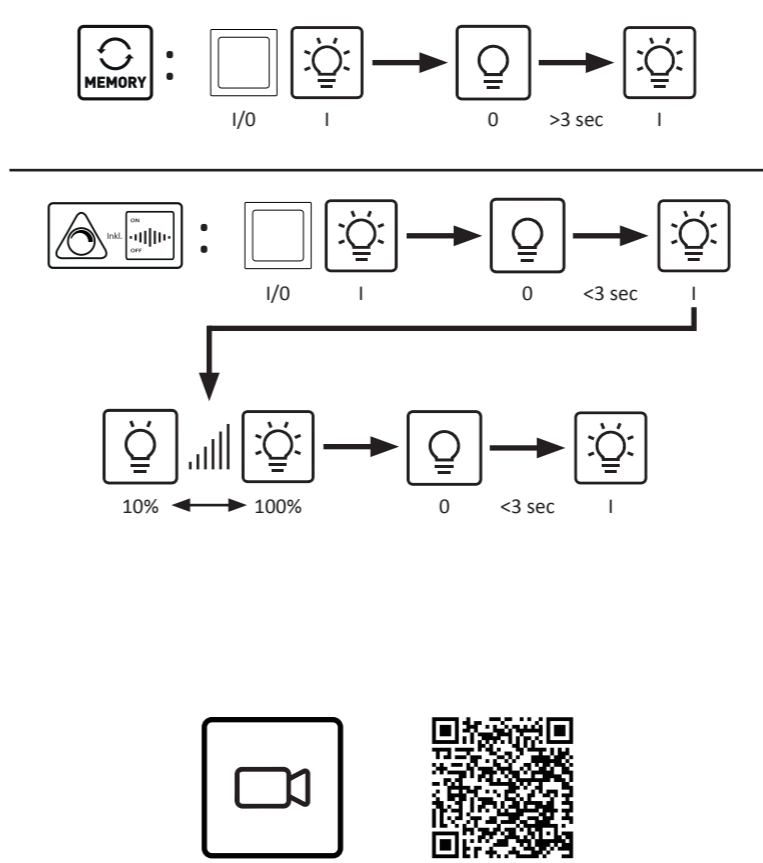 MEMORY :
I/0 I 0 >3 sec I
ON
Inkl. :
OFF
I/0 I 0 <3 sec I
10% 100% 0 <3 sec I